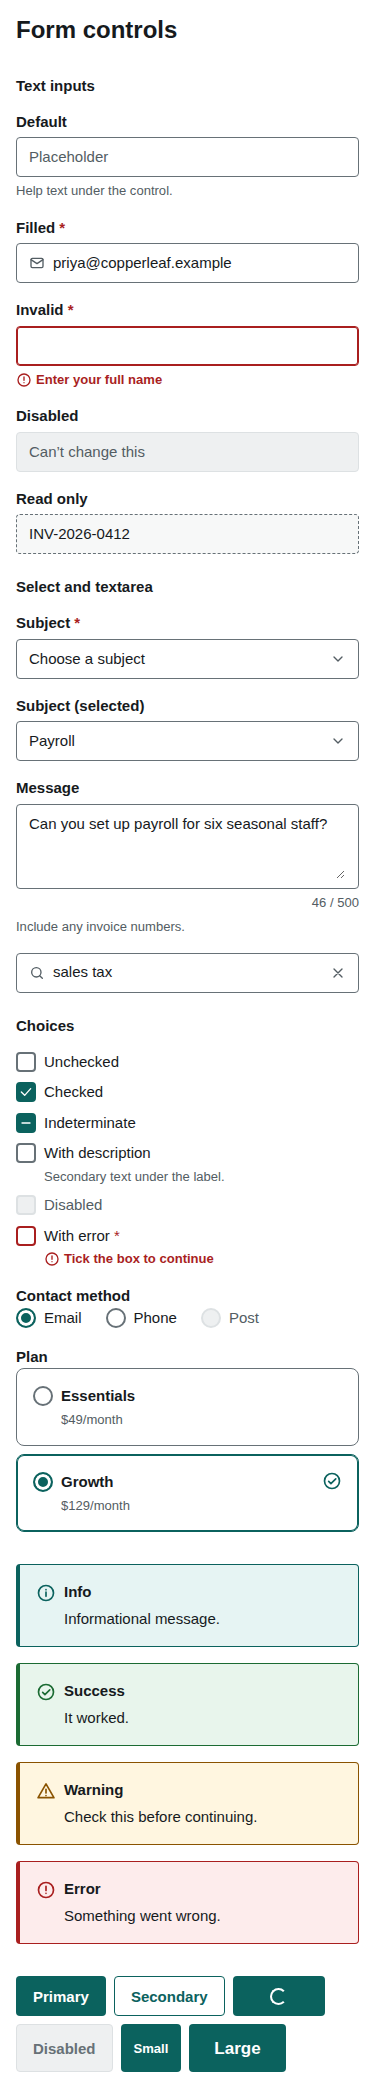 Form controls
Text inputs
Default
Placeholder
Help text under the control.
Filled *
priya@copperleaf.example
Invalid *
Enter your full name
Disabled
Can’t change this
Read only
INV-2026-0412
Select and textarea
Subject *
Choose a subject
Subject (selected)
Payroll
Message
Can you set up payroll for six seasonal staff?
46 / 500
Include any invoice numbers.
sales tax
Choices
Unchecked
Checked
Indeterminate
With description
Secondary text under the label.
Disabled
With error *
Tick the box to continue
Contact method
Email Phone Post
Plan
Essentials
$49/month
Growth
$129/month
Info
Informational message.
Success
It worked.
Warning
Check this before continuing.
Error
Something went wrong.
Primary Secondary
Disabled Small Large